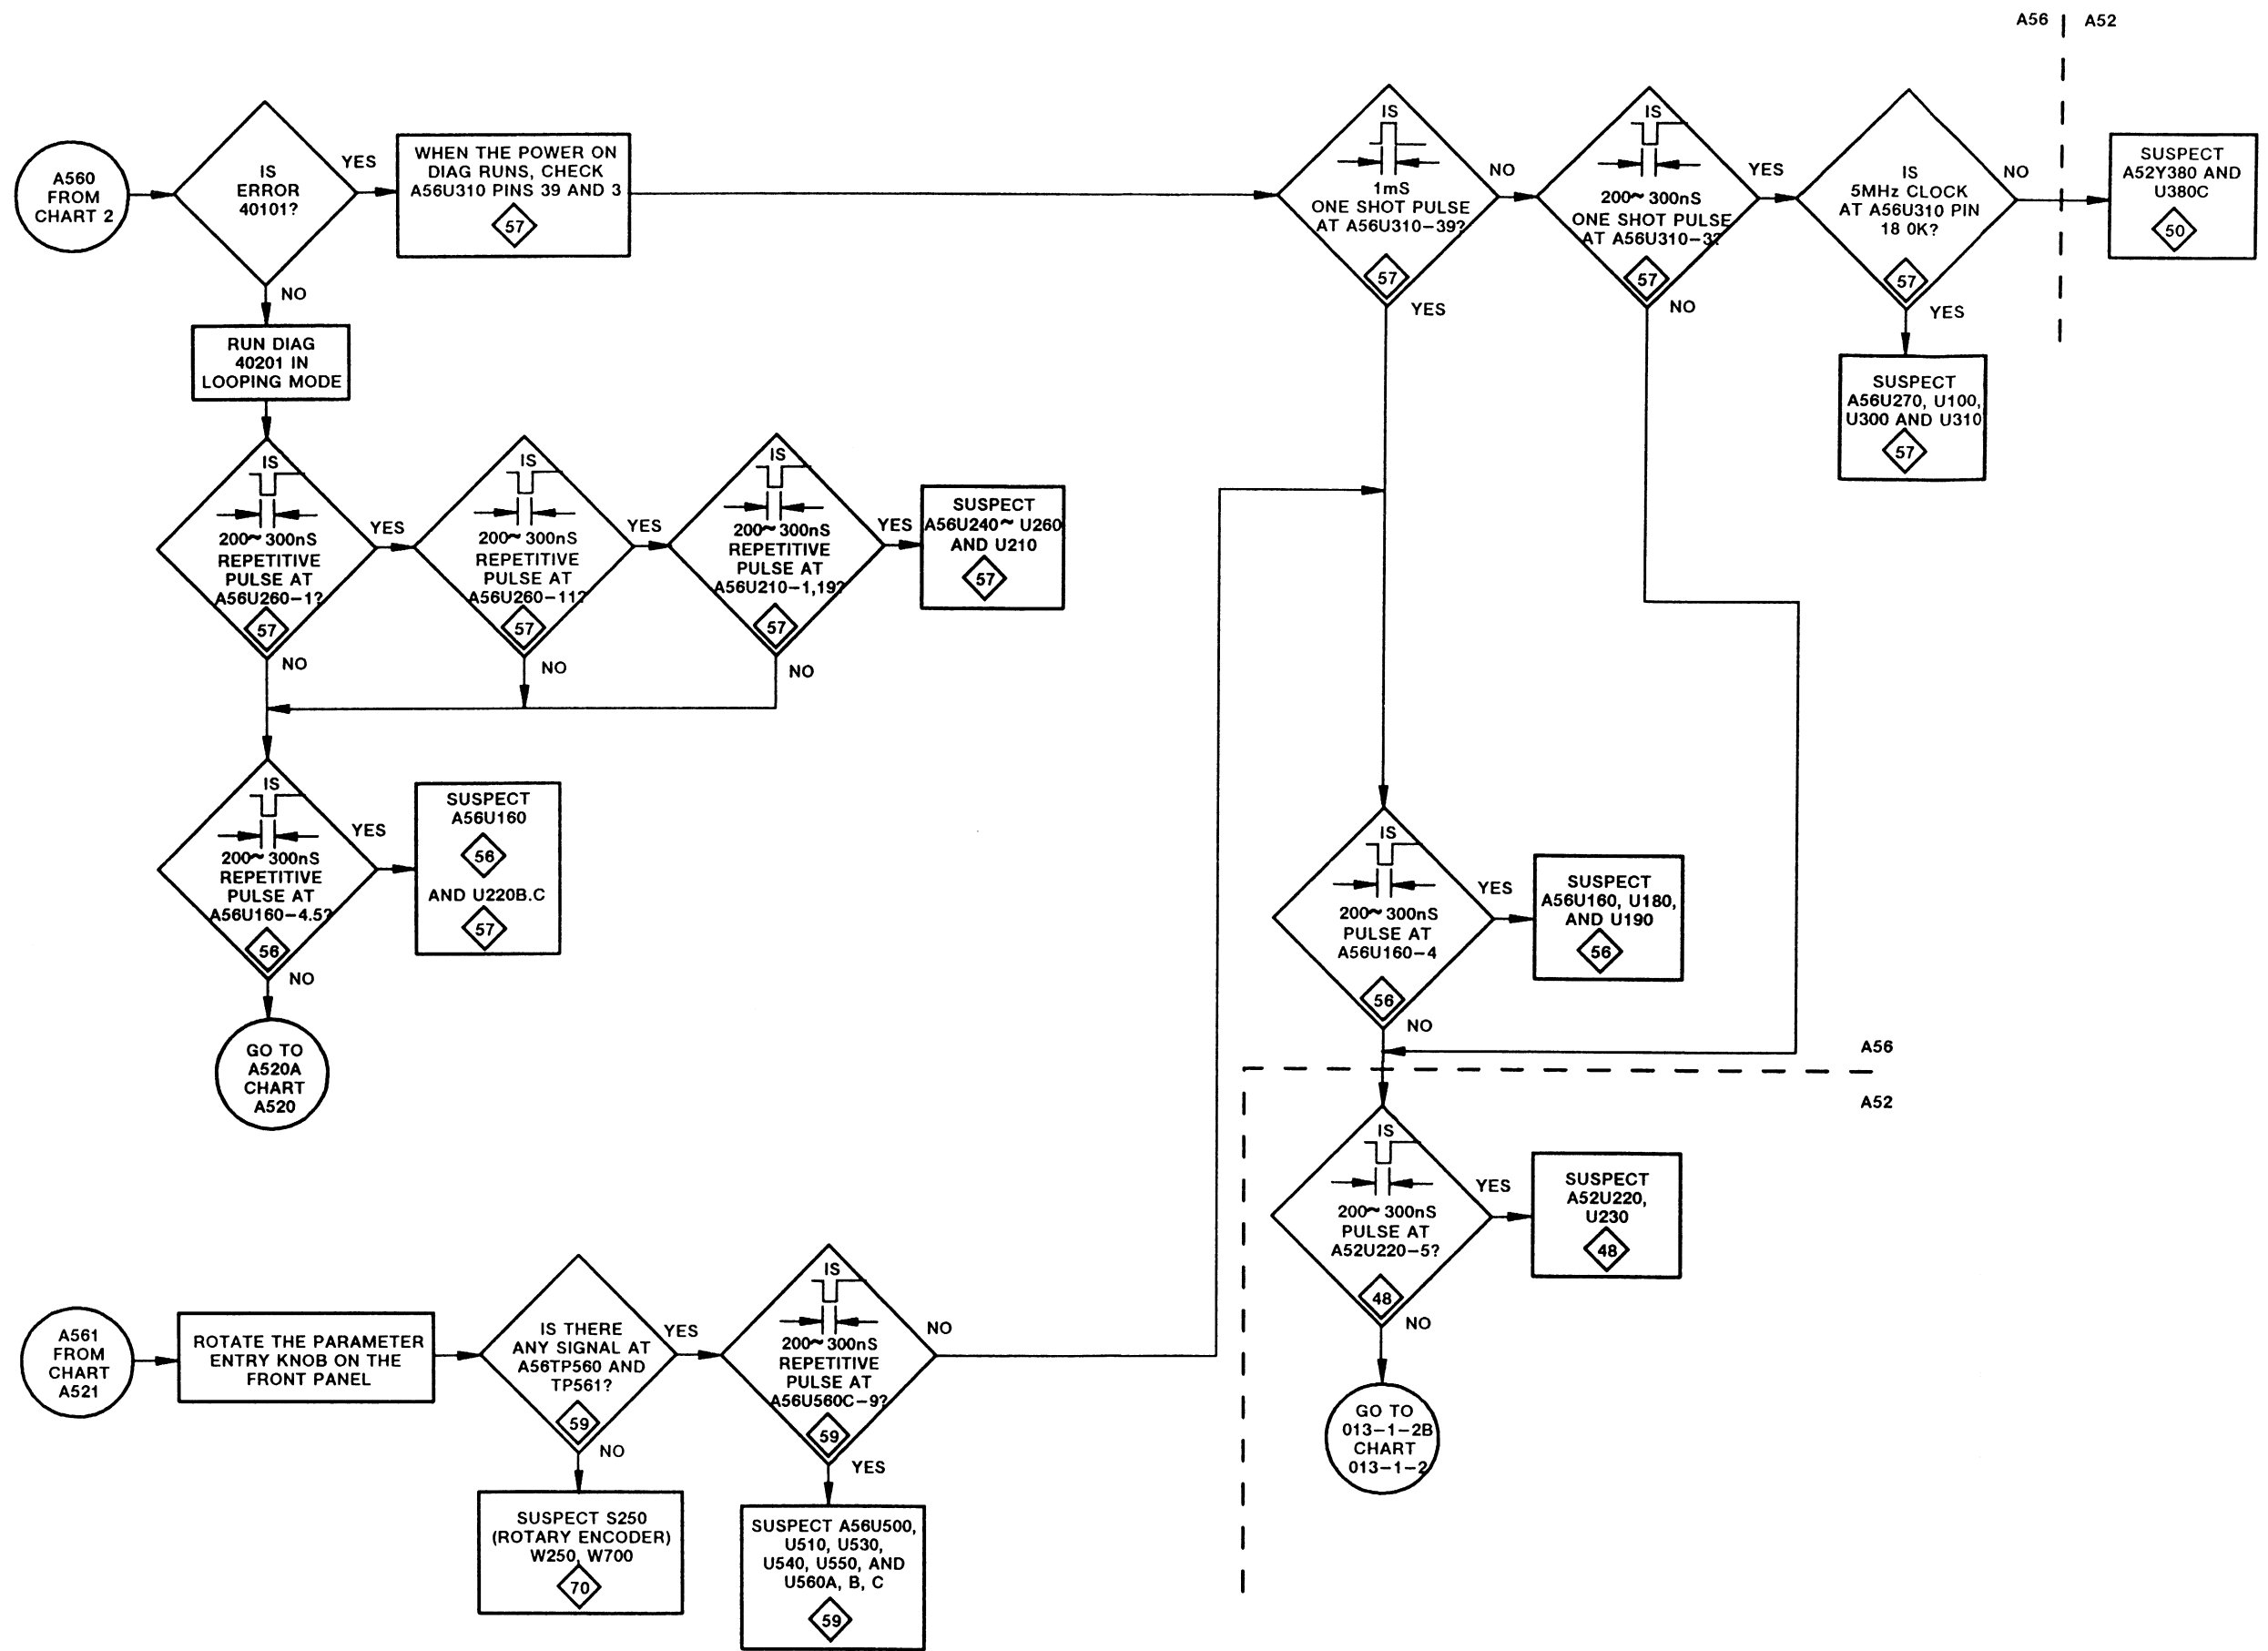 A56
A52
A560
FROM
CHART 2
IS
ERROR
40101?
YES
NO
WHEN THE POWER ON
DIAG RUNS, CHECK
A56U310 PINS 39 AND 3
57
IS
1mS
ONE SHOT PULSE
AT A56U310-39?
57
NO
YES
IS
200~300nS
ONE SHOT PULSE
AT A56U310-3?
57
YES
NO
IS
5MHz CLOCK
AT A56U310 PIN
18 OK?
57
NO
YES
SUSPECT
A52Y380 AND
U380C
50
SUSPECT
A56U270, U100,
U300 AND U310
57
RUN DIAG
40201 IN
LOOPING MODE
IS
200~300nS
REPETITIVE
PULSE AT
A56U260-1?
57
YES
NO
IS
200~300nS
REPETITIVE
PULSE AT
A56U260-11?
57
YES
NO
IS
200~300nS
REPETITIVE
PULSE AT
A56U210-1,19?
57
YES
NO
SUSPECT
A56U240~U260
AND U210
57
IS
200~300nS
REPETITIVE
PULSE AT
A56U160-4.5?
56
YES
NO
SUSPECT
A56U160
56
AND U220B.C
57
GO TO
A520A
CHART
A520
IS
200~300nS
PULSE AT
A56U160-4
56
YES
NO
SUSPECT
A56U160, U180,
AND U190
56
A56
A52
IS
200~300nS
PULSE AT
A52U220-5?
48
YES
NO
SUSPECT
A52U220,
U230
48
GO TO
013-1-2B
CHART
013-1-2
A561
FROM
CHART
A521
ROTATE THE PARAMETER
ENTRY KNOB ON THE
FRONT PANEL
IS THERE
ANY SIGNAL AT
A56TP560 AND
TP561?
59
YES
NO
IS
200~300nS
REPETITIVE
PULSE AT
A56U560C-9?
59
NO
YES
SUSPECT S250
(ROTARY ENCODER)
W250, W700
70
SUSPECT A56U500,
U510, U530,
U540, U550, AND
U560A, B, C
59